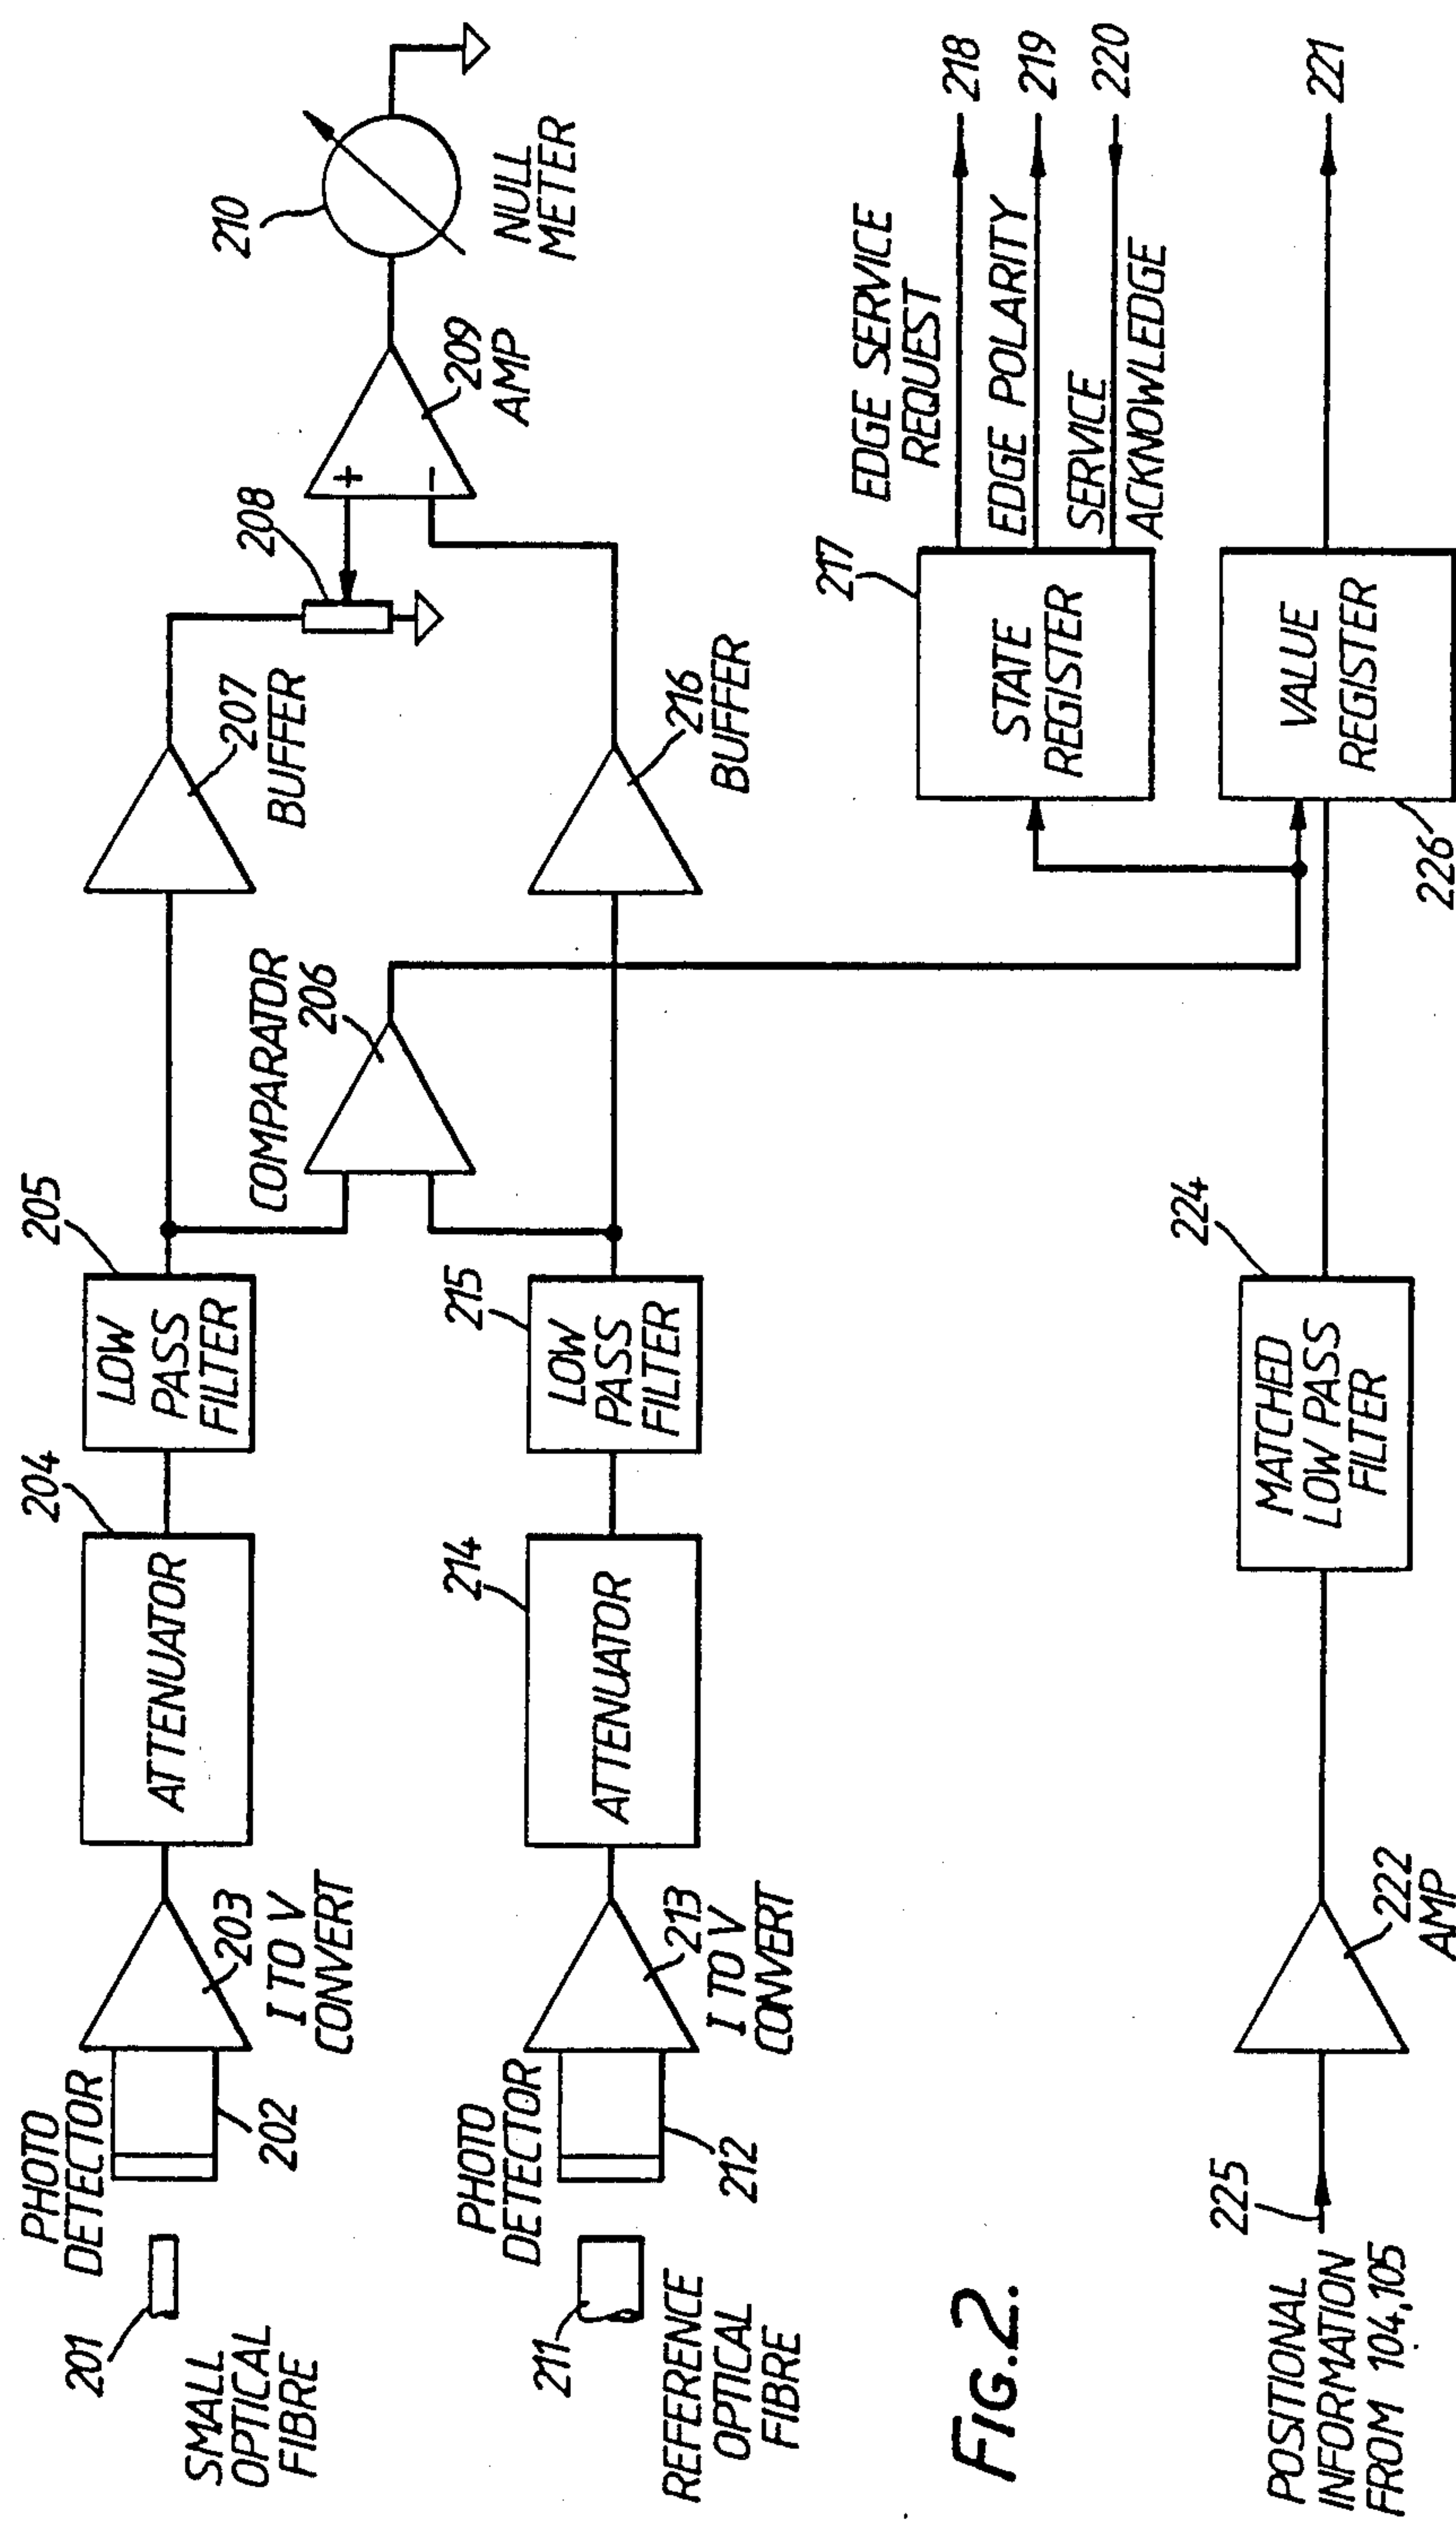 201
SMALL
OPTICAL
FIBRE
PHOTO
DETECTOR
202
203
I TO V
CONVERT
204
ATTENUATOR
205
LOW
PASS
FILTER
COMPARATOR
206
207
BUFFER
208
+
−
209
AMP
210
NULL
METER
211
REFERENCE
OPTICAL
FIBRE
PHOTO
DETECTOR
212
213
I TO V
CONVERT
214
ATTENUATOR
215
LOW
PASS
FILTER
216
BUFFER
217
STATE
REGISTER
EDGE SERVICE
REQUEST
218
EDGE POLARITY
219
SERVICE
ACKNOWLEDGE
220
FIG.2.
POSITIONAL
INFORMATION
FROM 104,105
225
222
AMP
224
MATCHED
LOW PASS
FILTER
VALUE
REGISTER
226
221